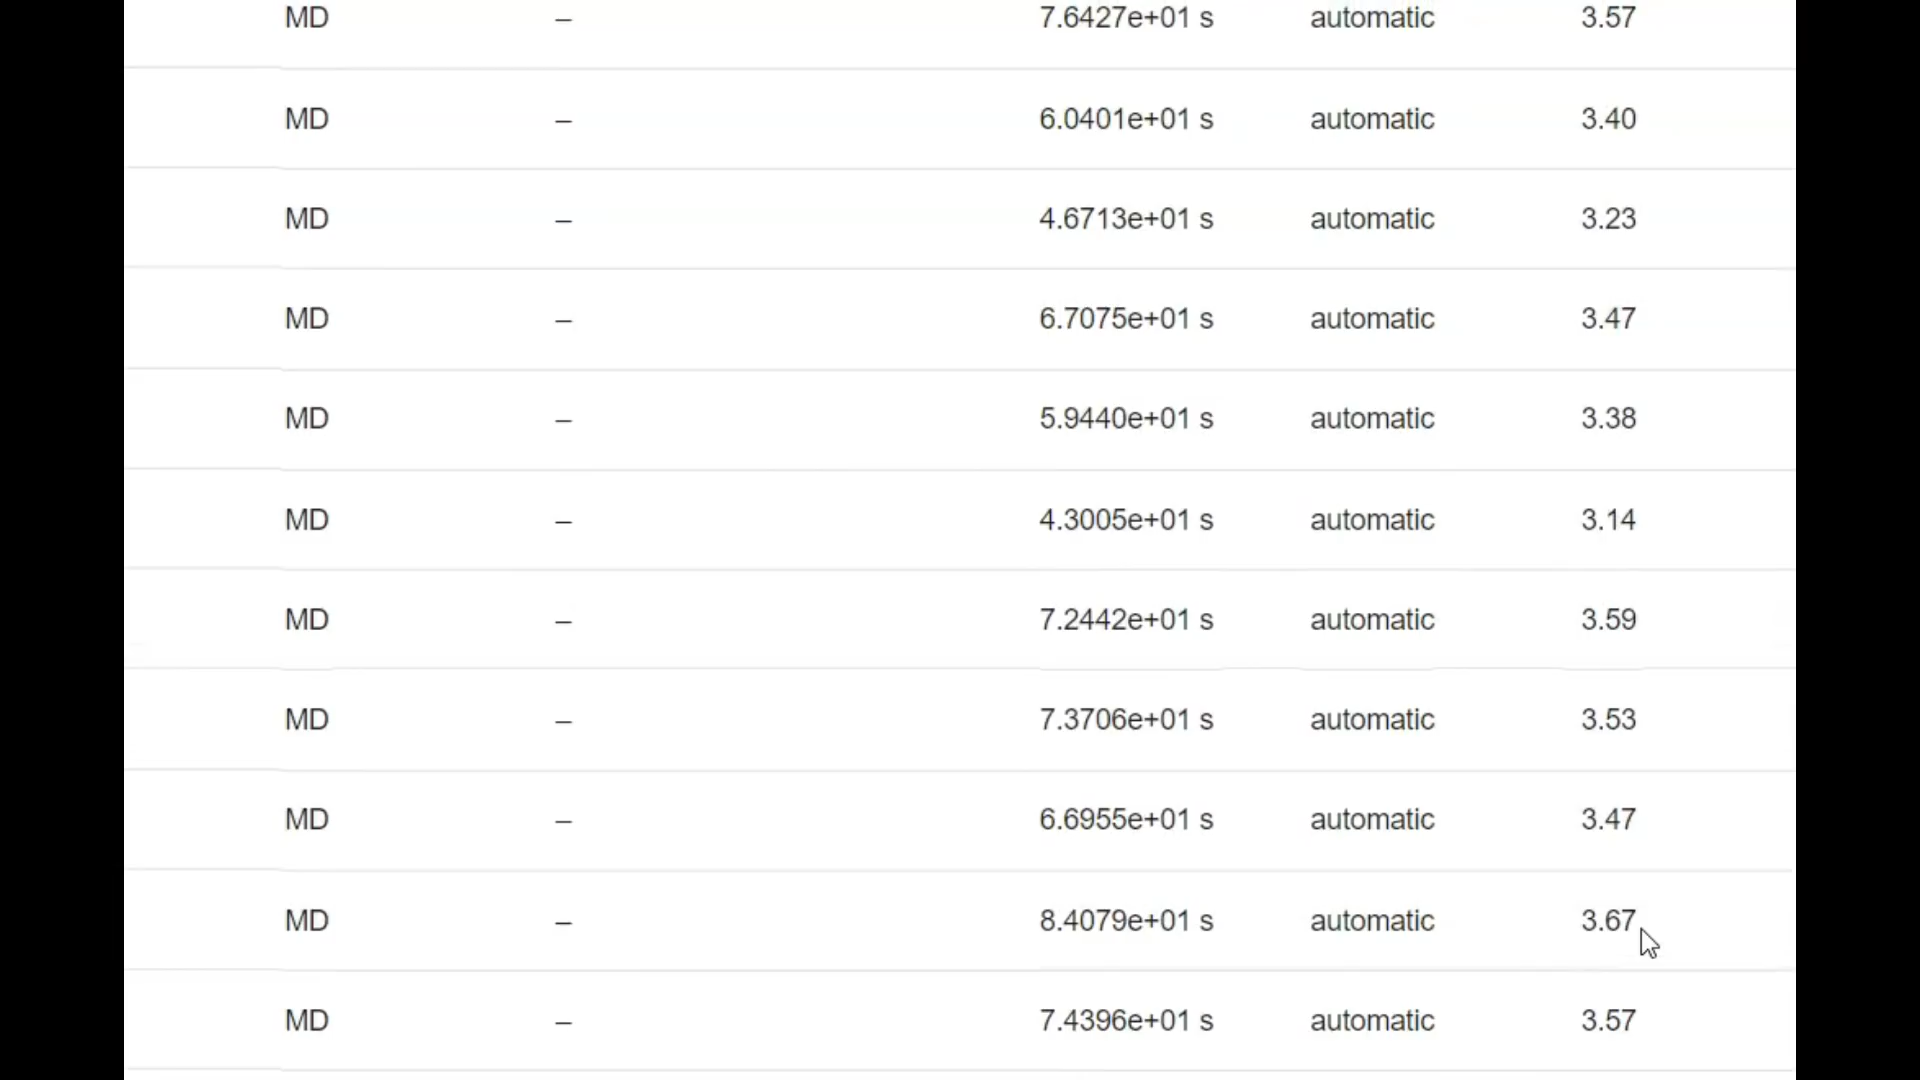 MD – 7.6427e+01 s automatic 3.57
MD – 6.0401e+01 s automatic 3.40
MD – 4.6713e+01 s automatic 3.23
MD – 6.7075e+01 s automatic 3.47
MD – 5.9440e+01 s automatic 3.38
MD – 4.3005e+01 s automatic 3.14
MD – 7.2442e+01 s automatic 3.59
MD – 7.3706e+01 s automatic 3.53
MD – 6.6955e+01 s automatic 3.47
MD – 8.4079e+01 s automatic 3.67
MD – 7.4396e+01 s automatic 3.57